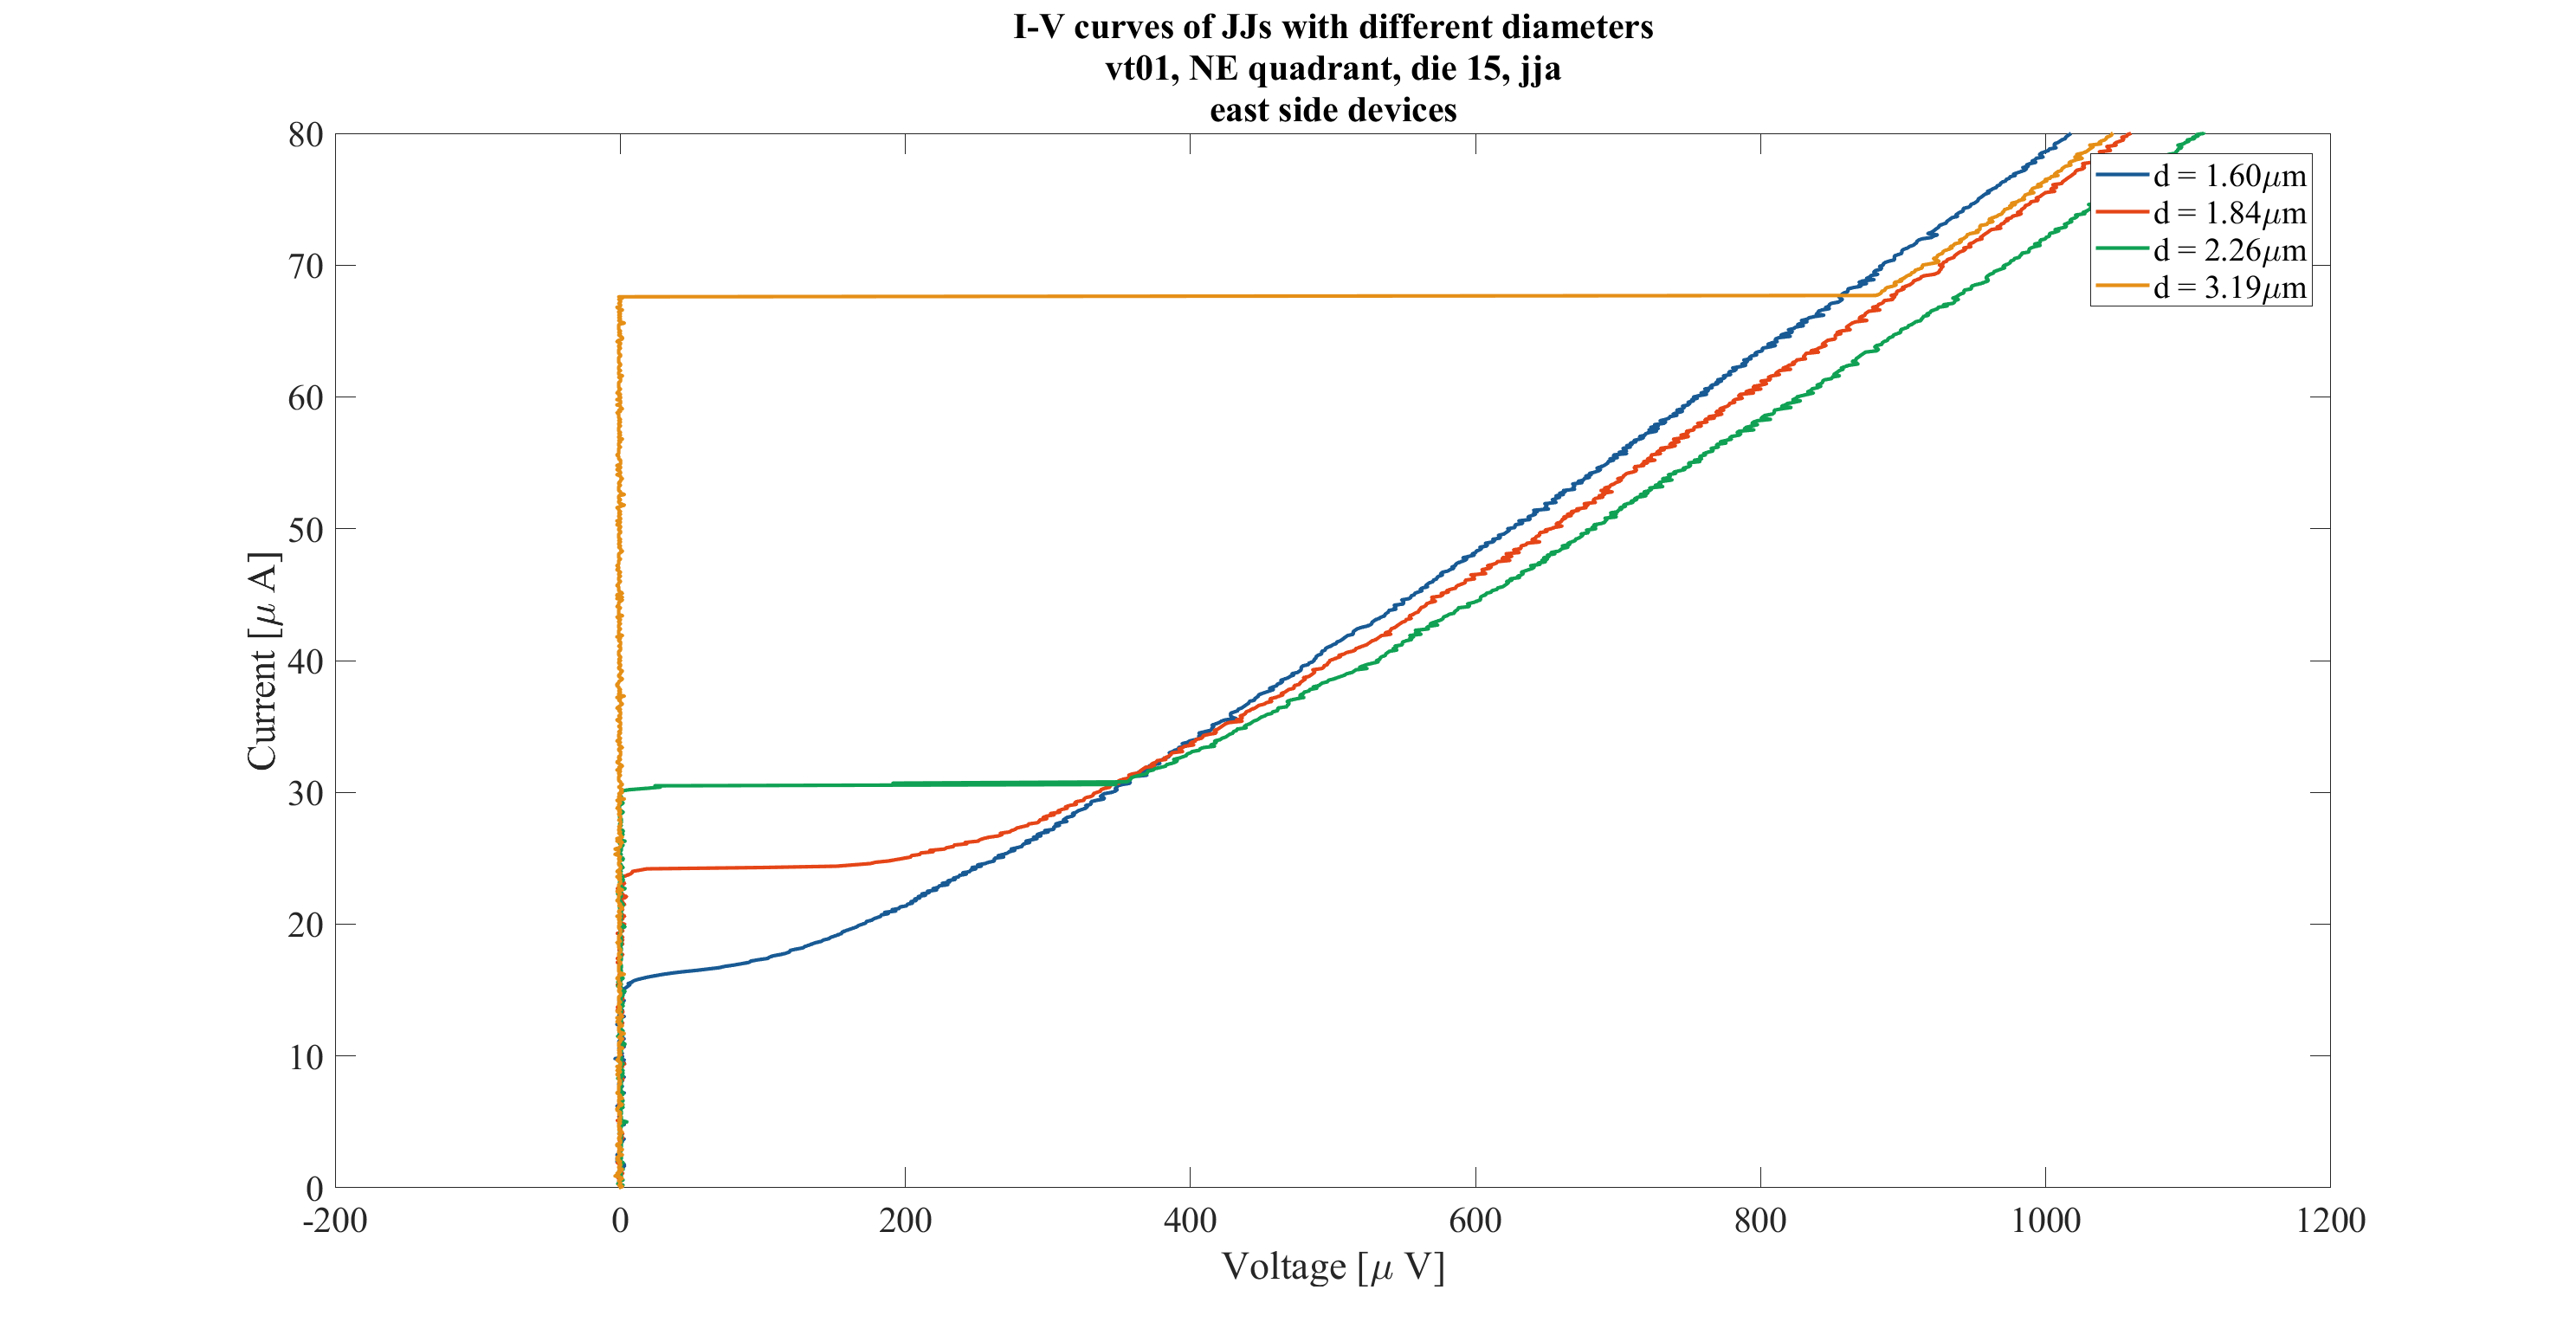 I-V curves of JJs with different diameters
vt01, NE quadrant, die 15, jja
east side devices
80
70
60
50
40
30
20
10
0
Current [μ A]
d = 1.60μm
d = 1.84μm
d = 2.26μm
d = 3.19μm
-200 0 200 400 600 800 1000 1200
Voltage [μ V]